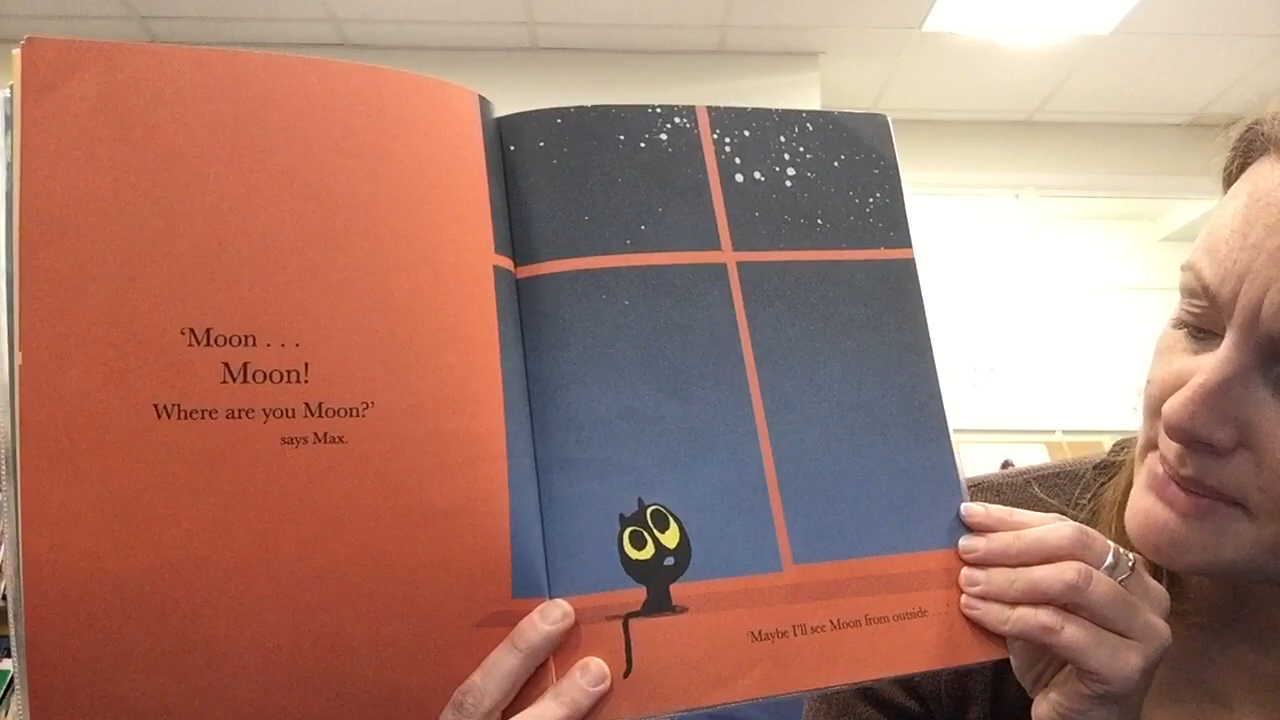 ‘Moon . . .
Moon!
Where are you Moon?’
says Max.
‘Maybe I’ll see Moon from outside . . .’